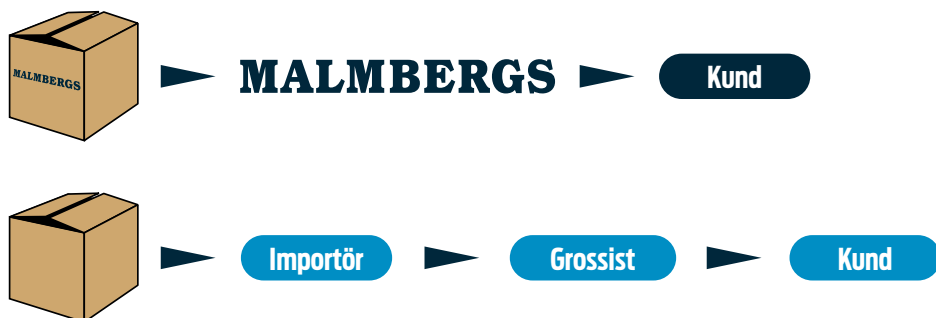 MALMBERGS
MALMBERGS
Kund
Importör
Grossist
Kund